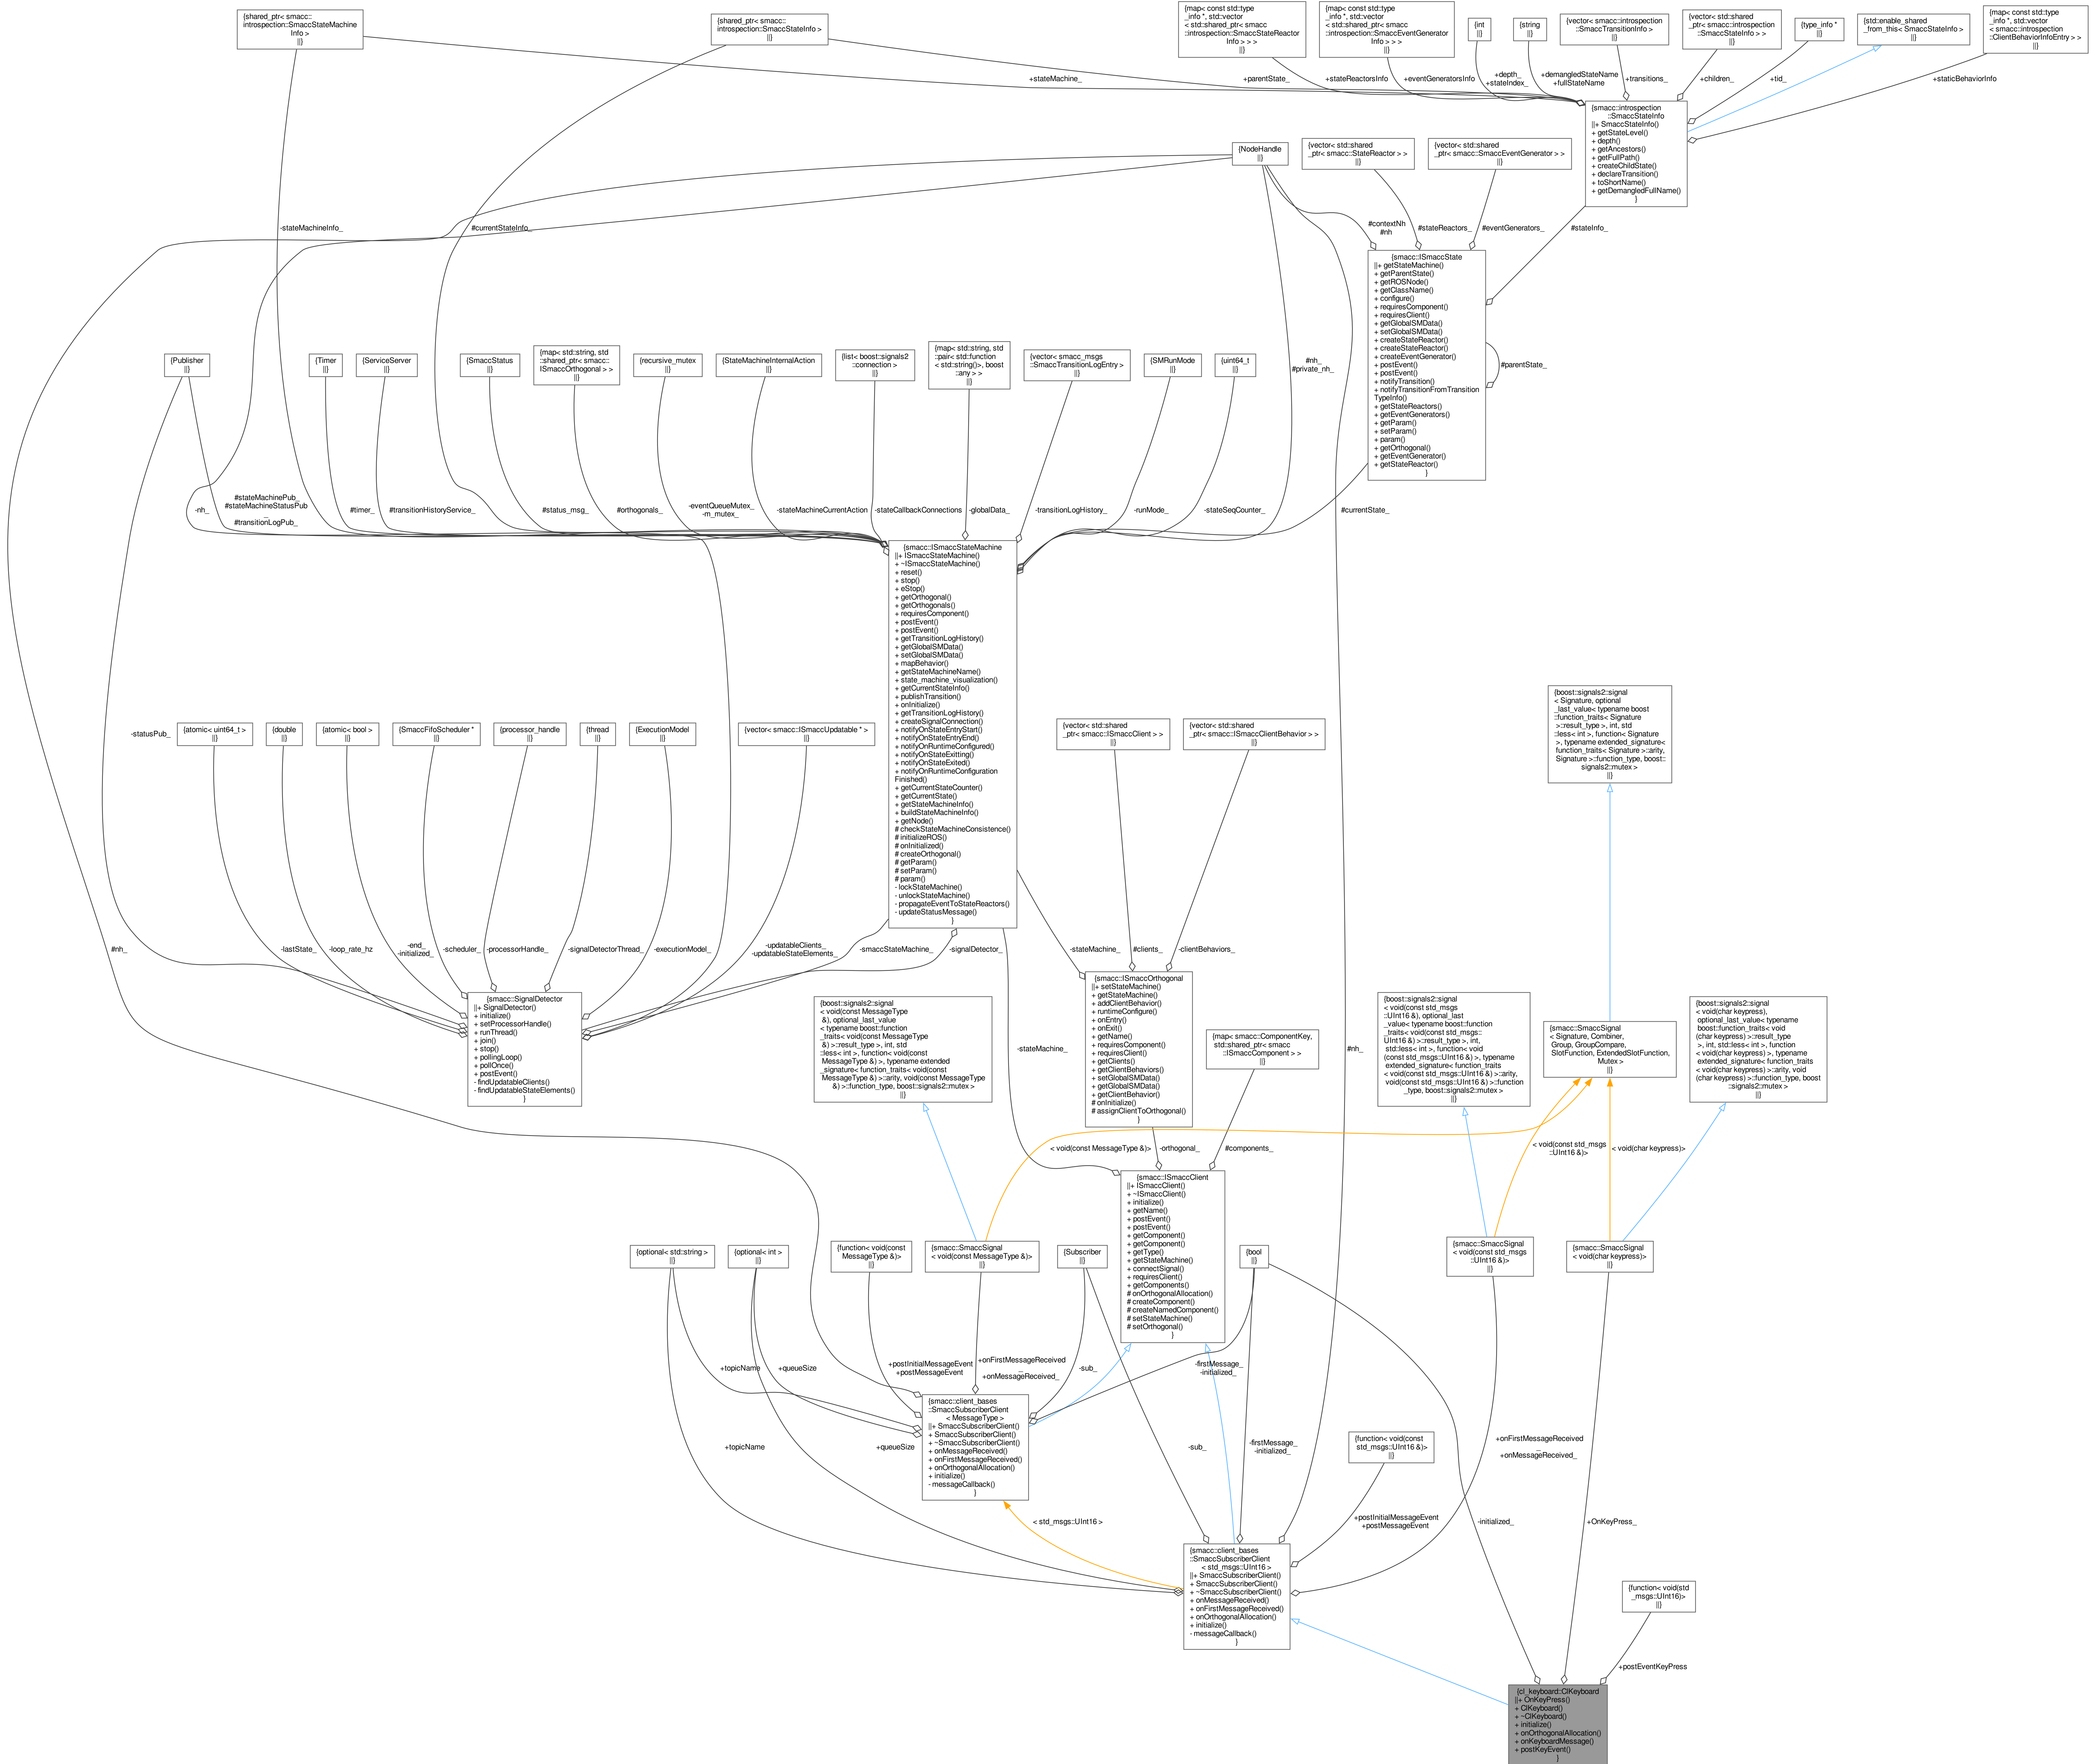 {shared_ptr< smacc::
introspection::SmaccStateMachine
Info >
||}
{shared_ptr< smacc::
introspection::SmaccStateInfo >
||}
{map< const std::type
_info *, std::vector
< std::shared_ptr< smacc
::introspection::SmaccStateReactor
Info > > >
||}
{map< const std::type
_info *, std::vector
< std::shared_ptr< smacc
::introspection::SmaccEventGenerator
Info > > >
||}
{int
||}
{string
||}
{vector< smacc::introspection
::SmaccTransitionInfo >
||}
{vector< std::shared
_ptr< smacc::introspection
::SmaccStateInfo > >
||}
{type_info *
||}
{std::enable_shared
_from_this< SmaccStateInfo >
||}
{map< const std::type
_info *, std::vector
< smacc::introspection
::ClientBehaviorInfoEntry > >
||}
+stateMachine_
+parentState_
+stateReactorsInfo
+eventGeneratorsInfo
+depth_
+stateIndex_
+demangledStateName
+fullStateName
+transitions_
+children_
+tid_
+staticBehaviorInfo
{smacc::introspection
::SmaccStateInfo
||+ SmaccStateInfo()
+ getStateLevel()
+ depth()
+ getAncestors()
+ getFullPath()
+ createChildState()
+ declareTransition()
+ toShortName()
+ getDemangledFullName()
}
{NodeHandle
||}
{vector< std::shared
_ptr< smacc::StateReactor > >
||}
{vector< std::shared
_ptr< smacc::SmaccEventGenerator > >
||}
-stateMachineInfo_
#currentStateInfo_
#contextNh
#nh
#stateReactors_
#eventGenerators_
#stateInfo_
{smacc::ISmaccState
||+ getStateMachine()
+ getParentState()
+ getROSNode()
+ getClassName()
+ configure()
+ requiresComponent()
+ requiresClient()
+ getGlobalSMData()
+ setGlobalSMData()
+ createStateReactor()
+ createStateReactor()
+ createEventGenerator()
+ postEvent()
+ postEvent()
+ notifyTransition()
+ notifyTransitionFromTransition
TypeInfo()
+ getStateReactors()
+ getEventGenerators()
+ getParam()
+ setParam()
+ param()
+ getOrthogonal()
+ getEventGenerator()
+ getStateReactor()
}
#parentState_
{Publisher
||}
{Timer
||}
{ServiceServer
||}
{SmaccStatus
||}
{map< std::string, std
::shared_ptr< smacc::
ISmaccOrthogonal > >
||}
{recursive_mutex
||}
{StateMachineInternalAction
||}
{list< boost::signals2
::connection >
||}
{map< std::string, std
::pair< std::function
< std::string()>, boost
::any > >
||}
{vector< smacc_msgs
::SmaccTransitionLogEntry >
||}
{SMRunMode
||}
{uint64_t
||}
#nh_
#private_nh_
-nh_
#stateMachinePub_
#stateMachineStatusPub
_
#transitionLogPub_
#timer_
#transitionHistoryService_
#status_msg_
#orthogonals_
-eventQueueMutex_
-m_mutex_
-stateMachineCurrentAction
-stateCallbackConnections
-globalData_
-transitionLogHistory_
-runMode_
-stateSeqCounter_
#currentState_
{smacc::ISmaccStateMachine
||+ ISmaccStateMachine()
+ ~ISmaccStateMachine()
+ reset()
+ stop()
+ eStop()
+ getOrthogonal()
+ getOrthogonals()
+ requiresComponent()
+ postEvent()
+ postEvent()
+ getTransitionLogHistory()
+ getGlobalSMData()
+ setGlobalSMData()
+ mapBehavior()
+ getStateMachineName()
+ state_machine_visualization()
+ getCurrentStateInfo()
+ publishTransition()
+ onInitialize()
+ getTransitionLogHistory()
+ createSignalConnection()
+ notifyOnStateEntryStart()
+ notifyOnStateEntryEnd()
+ notifyOnRuntimeConfigured()
+ notifyOnStateExitting()
+ notifyOnStateExited()
+ notifyOnRuntimeConfiguration
Finished()
+ getCurrentStateCounter()
+ getCurrentState()
+ getStateMachineInfo()
+ buildStateMachineInfo()
+ getNode()
# checkStateMachineConsistence()
# initializeROS()
# onInitialized()
# createOrthogonal()
# getParam()
# setParam()
# param()
- lockStateMachine()
- unlockStateMachine()
- propagateEventToStateReactors()
- updateStatusMessage()
}
-statusPub_
{atomic< uint64_t >
||}
{double
||}
{atomic< bool >
||}
{SmaccFifoScheduler *
||}
{processor_handle
||}
{thread
||}
{ExecutionModel
||}
{vector< smacc::ISmaccUpdatable * >
||}
{vector< std::shared
_ptr< smacc::ISmaccClient > >
||}
{vector< std::shared
_ptr< smacc::ISmaccClientBehavior > >
||}
{boost::signals2::signal
< Signature, optional
_last_value< typename boost
::function_traits< Signature
>::result_type >, int, std
::less< int >, function< Signature
>, typename extended_signature<
function_traits< Signature >::arity,
Signature >::function_type, boost::
signals2::mutex >
||}
#nh_
-lastState_
-loop_rate_hz
-end_
-initialized_
-scheduler_
-processorHandle_
-signalDetectorThread_
-executionModel_
-updatableClients_
-updatableStateElements_
-smaccStateMachine_
-signalDetector_
-stateMachine_
#clients_
-clientBehaviors_
{smacc::SignalDetector
||+ SignalDetector()
+ initialize()
+ setProcessorHandle()
+ runThread()
+ join()
+ stop()
+ pollingLoop()
+ pollOnce()
+ postEvent()
- findUpdatableClients()
- findUpdatableStateElements()
}
{boost::signals2::signal
< void(const MessageType
&), optional_last_value
< typename boost::function
_traits< void(const MessageType
&) >::result_type >, int, std
::less< int >, function< void(const
MessageType &) >, typename extended
_signature< function_traits< void(const
MessageType &) >::arity, void(const MessageType
&) >::function_type, boost::signals2::mutex >
||}
-stateMachine_
{smacc::ISmaccOrthogonal
||+ setStateMachine()
+ getStateMachine()
+ addClientBehavior()
+ runtimeConfigure()
+ onEntry()
+ onExit()
+ getName()
+ requiresComponent()
+ requiresClient()
+ getClients()
+ getClientBehaviors()
+ setGlobalSMData()
+ getGlobalSMData()
+ getClientBehavior()
# onInitialize()
# assignClientToOrthogonal()
}
{map< smacc::ComponentKey,
std::shared_ptr< smacc
::ISmaccComponent > >
||}
#nh_
{boost::signals2::signal
< void(const std_msgs
::UInt16 &), optional_last
_value< typename boost::function
_traits< void(const std_msgs::
UInt16 &) >::result_type >, int,
std::less< int >, function< void
(const std_msgs::UInt16 &) >, typename
extended_signature< function_traits
< void(const std_msgs::UInt16 &) >::arity,
void(const std_msgs::UInt16 &) >::function
_type, boost::signals2::mutex >
||}
{smacc::SmaccSignal
< Signature, Combiner,
Group, GroupCompare,
SlotFunction, ExtendedSlotFunction,
Mutex >
||}
{boost::signals2::signal
< void(char keypress),
optional_last_value< typename
boost::function_traits< void
(char keypress) >::result_type
>, int, std::less< int >, function
< void(char keypress) >, typename
extended_signature< function_traits
< void(char keypress) >::arity, void
(char keypress) >::function_type, boost
::signals2::mutex >
||}
< void(const MessageType &)>
-orthogonal_
#components_
< void(const std_msgs
::UInt16 &)>
< void(char keypress)>
{smacc::ISmaccClient
||+ ISmaccClient()
+ ~ISmaccClient()
+ initialize()
+ getName()
+ postEvent()
+ postEvent()
+ getComponent()
+ getComponent()
+ getType()
+ getStateMachine()
+ connectSignal()
+ requiresClient()
+ getComponents()
# onOrthogonalAllocation()
# createComponent()
# createNamedComponent()
# setStateMachine()
# setOrthogonal()
}
{optional< std::string >
||}
{optional< int >
||}
{function< void(const
MessageType &)>
||}
{smacc::SmaccSignal
< void(const MessageType &)>
||}
{Subscriber
||}
{bool
||}
{smacc::SmaccSignal
< void(const std_msgs
::UInt16 &)>
||}
{smacc::SmaccSignal
< void(char keypress)>
||}
+topicName
+queueSize
+postInitialMessageEvent
+postMessageEvent
+onFirstMessageReceived
_
+onMessageReceived_
-sub_
-firstMessage_
-initialized_
{smacc::client_bases
::SmaccSubscriberClient
< MessageType >
||+ SmaccSubscriberClient()
+ SmaccSubscriberClient()
+ ~SmaccSubscriberClient()
+ onMessageReceived()
+ onFirstMessageReceived()
+ onOrthogonalAllocation()
+ initialize()
- messageCallback()
}
+topicName
+queueSize
-sub_
-firstMessage_
-initialized_
{function< void(const
std_msgs::UInt16 &)>
||}
+onFirstMessageReceived
_
+onMessageReceived_
< std_msgs::UInt16 >
+postInitialMessageEvent
+postMessageEvent
-initialized_
+OnKeyPress_
{smacc::client_bases
::SmaccSubscriberClient
< std_msgs::UInt16 >
||+ SmaccSubscriberClient()
+ SmaccSubscriberClient()
+ ~SmaccSubscriberClient()
+ onMessageReceived()
+ onFirstMessageReceived()
+ onOrthogonalAllocation()
+ initialize()
- messageCallback()
}
{function< void(std
_msgs::UInt16)>
||}
+postEventKeyPress
{cl_keyboard::ClKeyboard
||+ OnKeyPress()
+ ClKeyboard()
+ ~ClKeyboard()
+ initialize()
+ onOrthogonalAllocation()
+ onKeyboardMessage()
+ postKeyEvent()
}